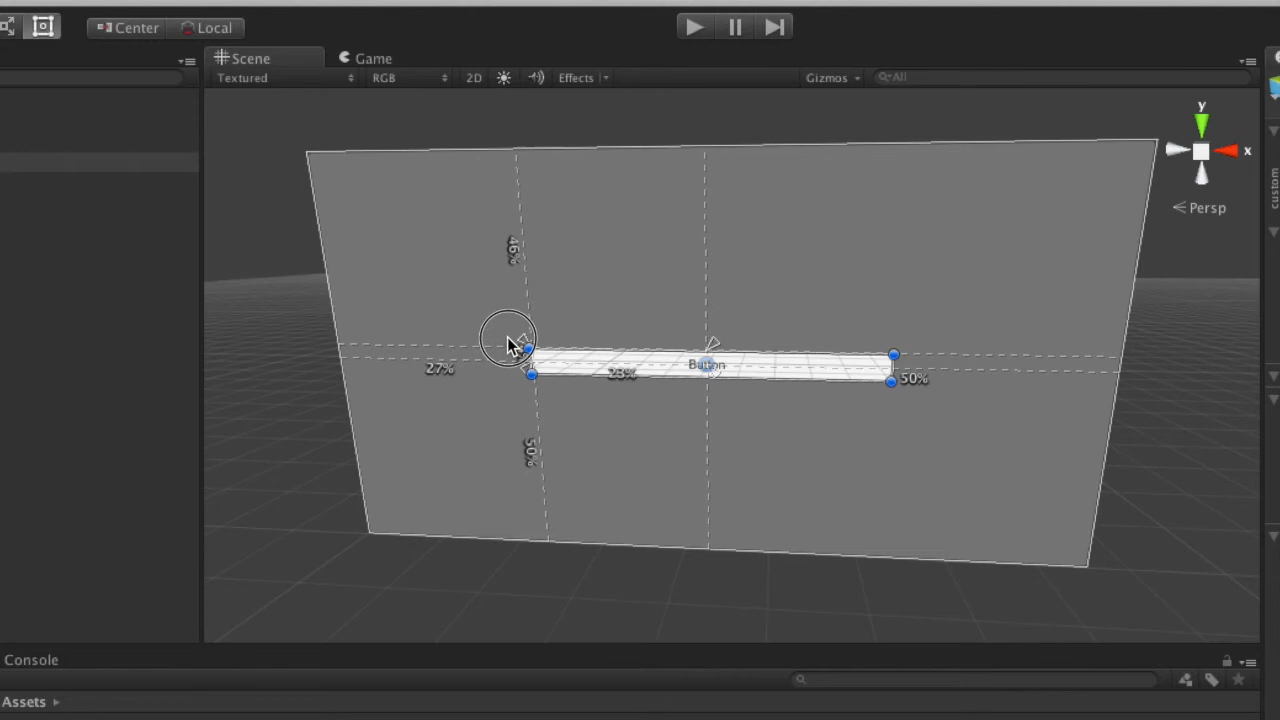 Center Local
Scene Game
Textured RGB 2D Effects Gizmos All
y
x
Persp
46%
27% 23% Button 50%
50%
custom
Console
Assets